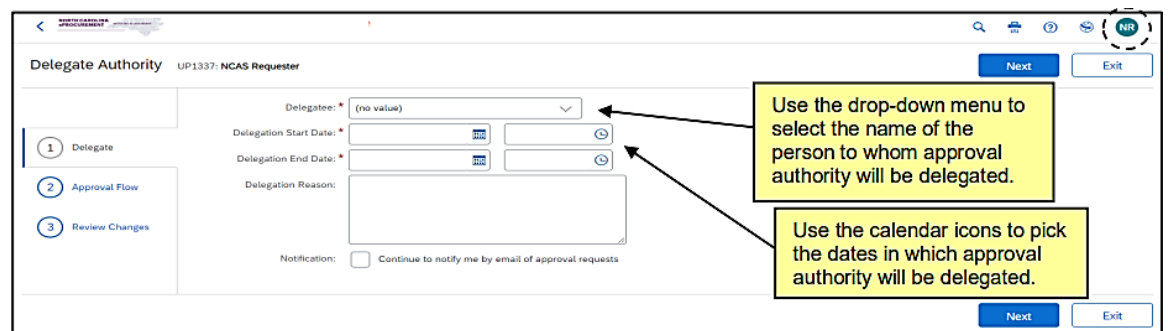 NORTH CAROLINA
ePROCUREMENT
NR
Delegate Authority UP1337: NCAS Requester
Next Exit
Delegatee: * (no value)
Delegation Start Date: *
1 Delegate
Delegation End Date: *
2 Approval Flow
Delegation Reason:
3 Review Changes
Notification: Continue to notify me by email of approval requests
Use the drop-down menu to
select the name of the
person to whom approval
authority will be delegated.
Use the calendar icons to pick
the dates in which approval
authority will be delegated.
Next Exit